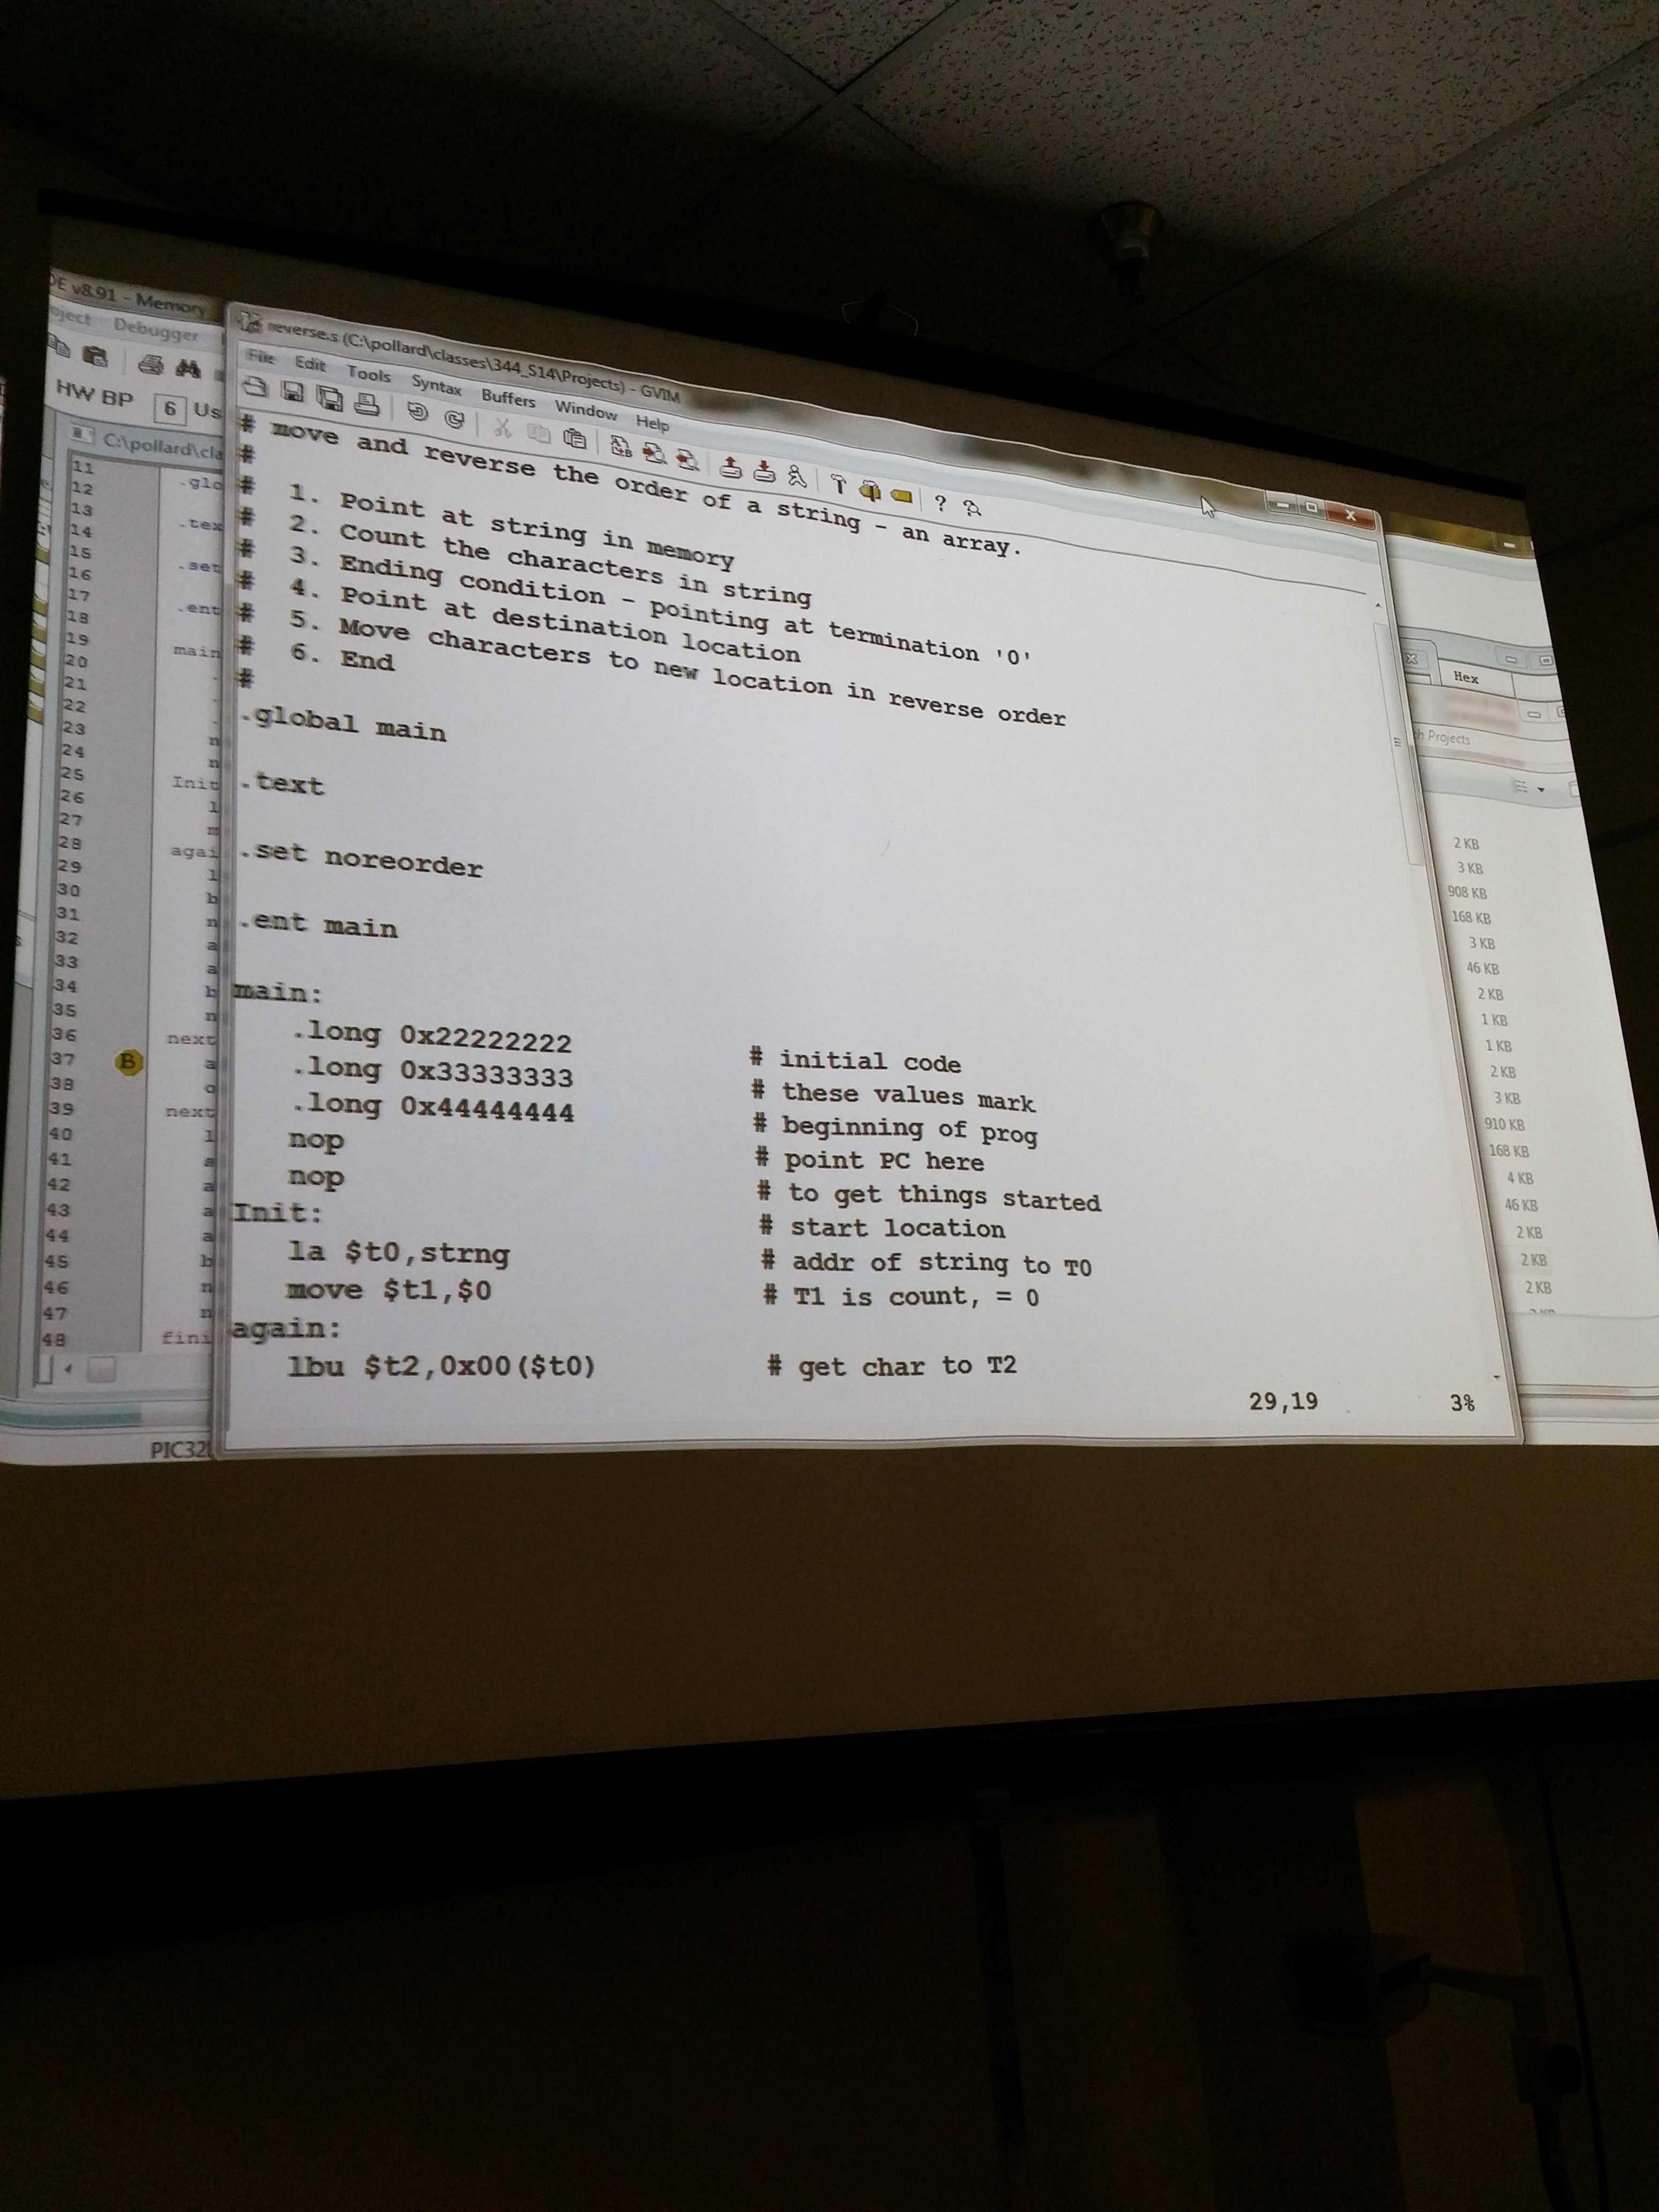 DE v8.91 - Memory
oject Debugger
HW BP 6 Us
C:\pollard\cla
11
12 .glo
13
14 .tex
15
16 .set
17
18 .ent
19
20 main
21
22
23
24 n
25 n
26 Init
27 l
28 m
29 agai
30 l
31 b
32 n
33 a
34 a
35 b
36 n
37 next
38 a
39
40 next
41 l
42 s
43 a
44 a
45 b
46 n
47 n
48 fini
B
PIC32
reverse.s (C:\pollard\classes\344_S14\Projects) - GVIM
File Edit Tools Syntax Buffers Window Help
# move and reverse the order of a string - an array.
#
# 1. Point at string in memory
# 2. Count the characters in string
# 3. Ending condition - pointing at termination '0'
# 4. Point at destination location
# 5. Move characters to new location in reverse order
# 6. End
#
.global main
.text
.set noreorder
.ent main
main:
.long 0x22222222 # initial code
.long 0x33333333 # these values mark
.long 0x44444444 # beginning of prog
nop # point PC here
nop # to get things started
Init: # start location
la $t0,strng # addr of string to T0
move $t1,$0 # T1 is count, = 0
again:
lbu $t2,0x00($t0) # get char to T2
29,19 3%
Hex
ch Projects
2 KB
3 KB
908 KB
168 KB
3 KB
46 KB
2 KB
1 KB
1 KB
2 KB
3 KB
910 KB
168 KB
4 KB
46 KB
2 KB
2 KB
2 KB